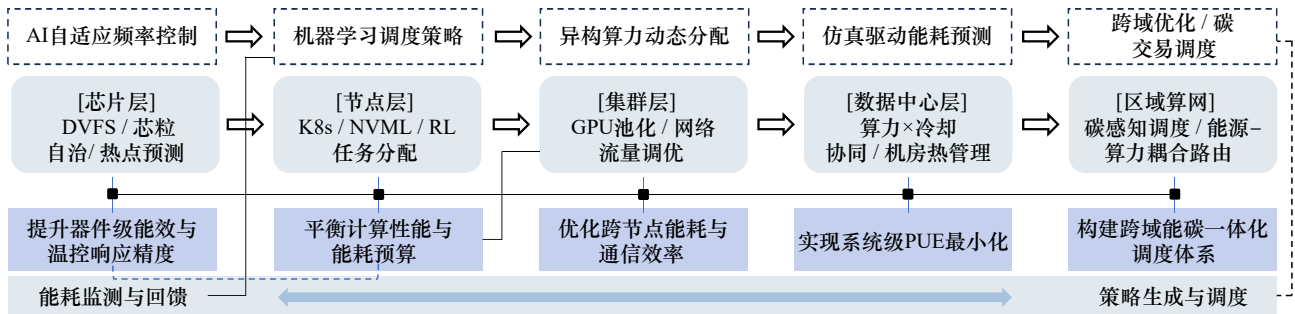 AI自适应频率控制
机器学习调度策略
异构算力动态分配
仿真驱动能耗预测
跨域优化 / 碳
交易调度
[芯片层]
DVFS / 芯粒
自治/ 热点预测
[节点层]
K8s / NVML / RL
任务分配
[集群层]
GPU池化 / 网络
流量调优
[数据中心层]
算力×冷却
协同 / 机房热管理
[区域算网]
碳感知调度 / 能源–
算力耦合路由
提升器件级能效与
温控响应精度
平衡计算性能与
能耗预算
优化跨节点能耗与
通信效率
实现系统级PUE最小化
构建跨域能碳一体化
调度体系
能耗监测与回馈
策略生成与调度